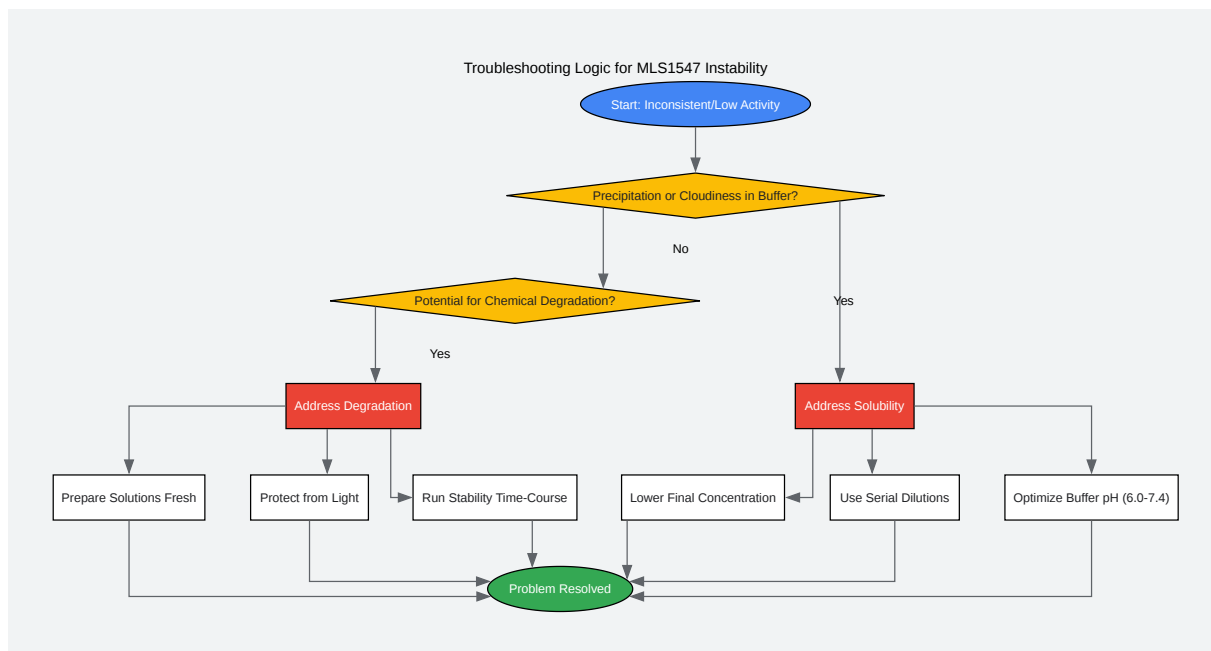 Troubleshooting Logic for MLS1547 Instability
Start: Inconsistent/Low Activity
Precipitation or Cloudiness in Buffer?
No
Potential for Chemical Degradation?
Yes
Yes
Address Degradation
Address Solubility
Prepare Solutions Fresh
Protect from Light
Run Stability Time-Course
Lower Final Concentration
Use Serial Dilutions
Optimize Buffer pH (6.0-7.4)
Problem Resolved